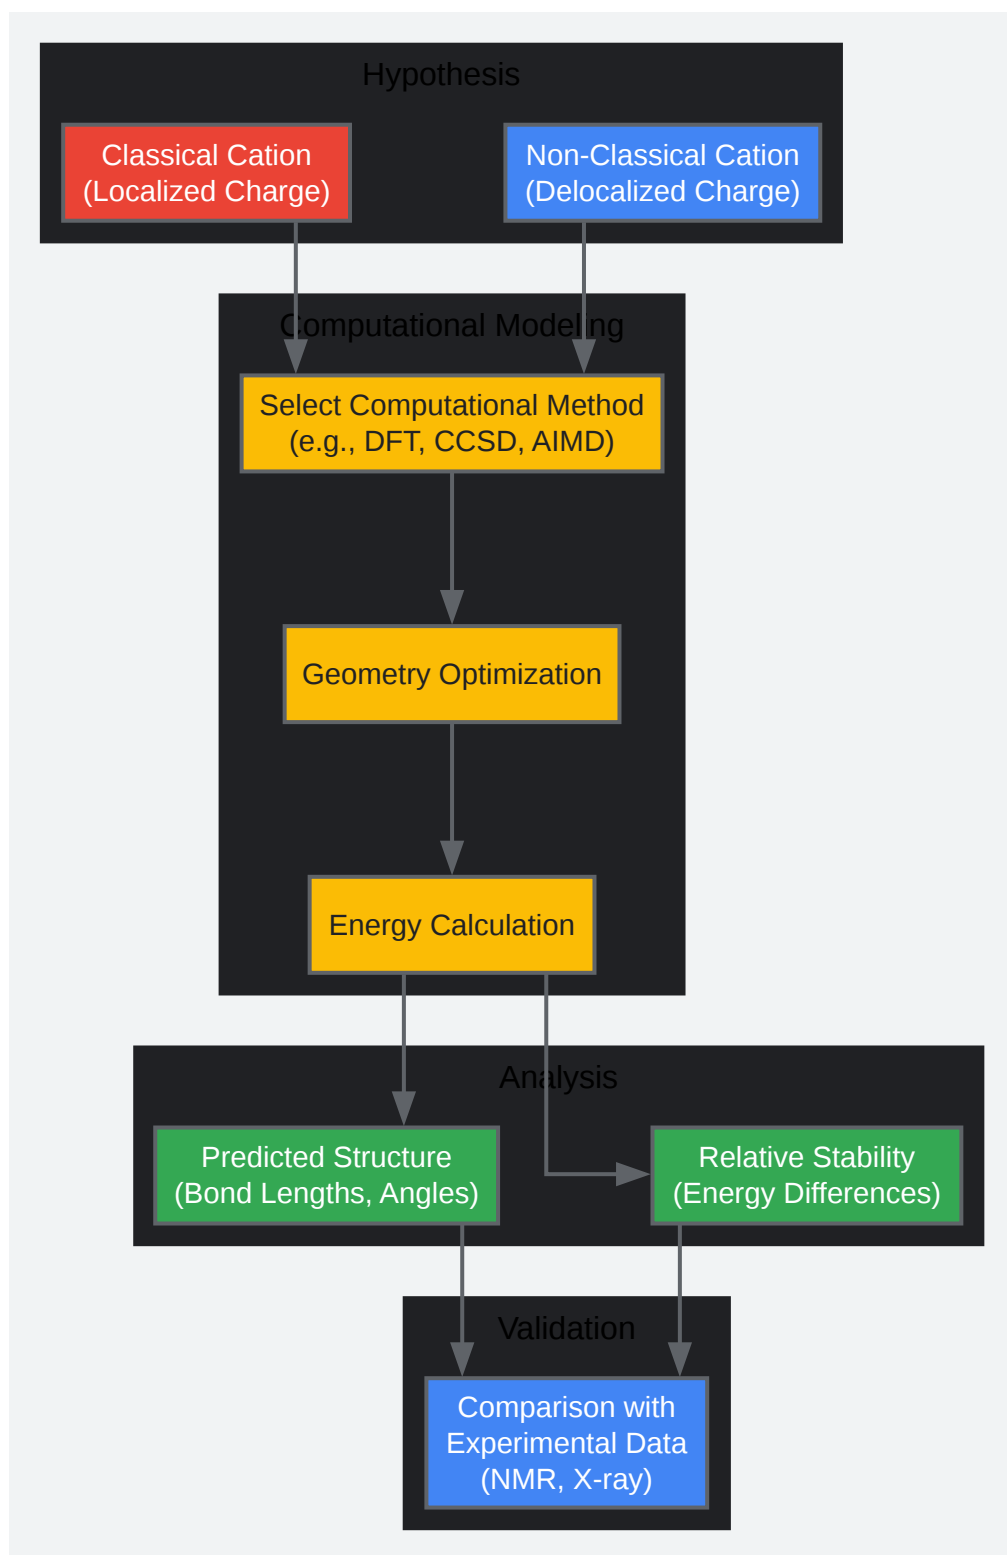 Hypothesis
Classical Cation
(Localized Charge)
Non-Classical Cation
(Delocalized Charge)
Computational Modeling
Select Computational Method
(e.g., DFT, CCSD, AIMD)
Geometry Optimization
Energy Calculation
Analysis
Predicted Structure
(Bond Lengths, Angles)
Relative Stability
(Energy Differences)
Validation
Comparison with
Experimental Data
(NMR, X-ray)